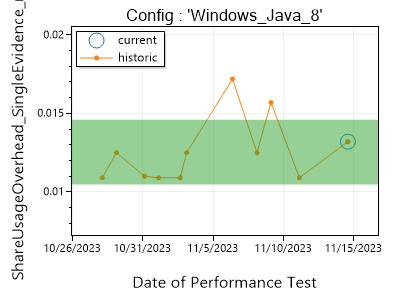 Config : 'Windows_Java_8'
ShareUsageOverhead_SingleEvidence_
current
historic
0.02
0.015
0.01
10/26/2023 10/31/2023 11/5/2023 11/10/2023 11/15/2023
Date of Performance Test